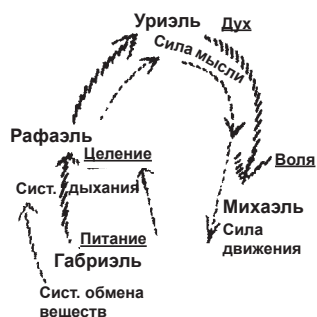 Уриэль Дух
Сила мысли
Рафаэль
Целение
Сист. дыхания
Воля
Михаэль
Сила
движения
Питание
Габриэль
Сист. обмена
веществ